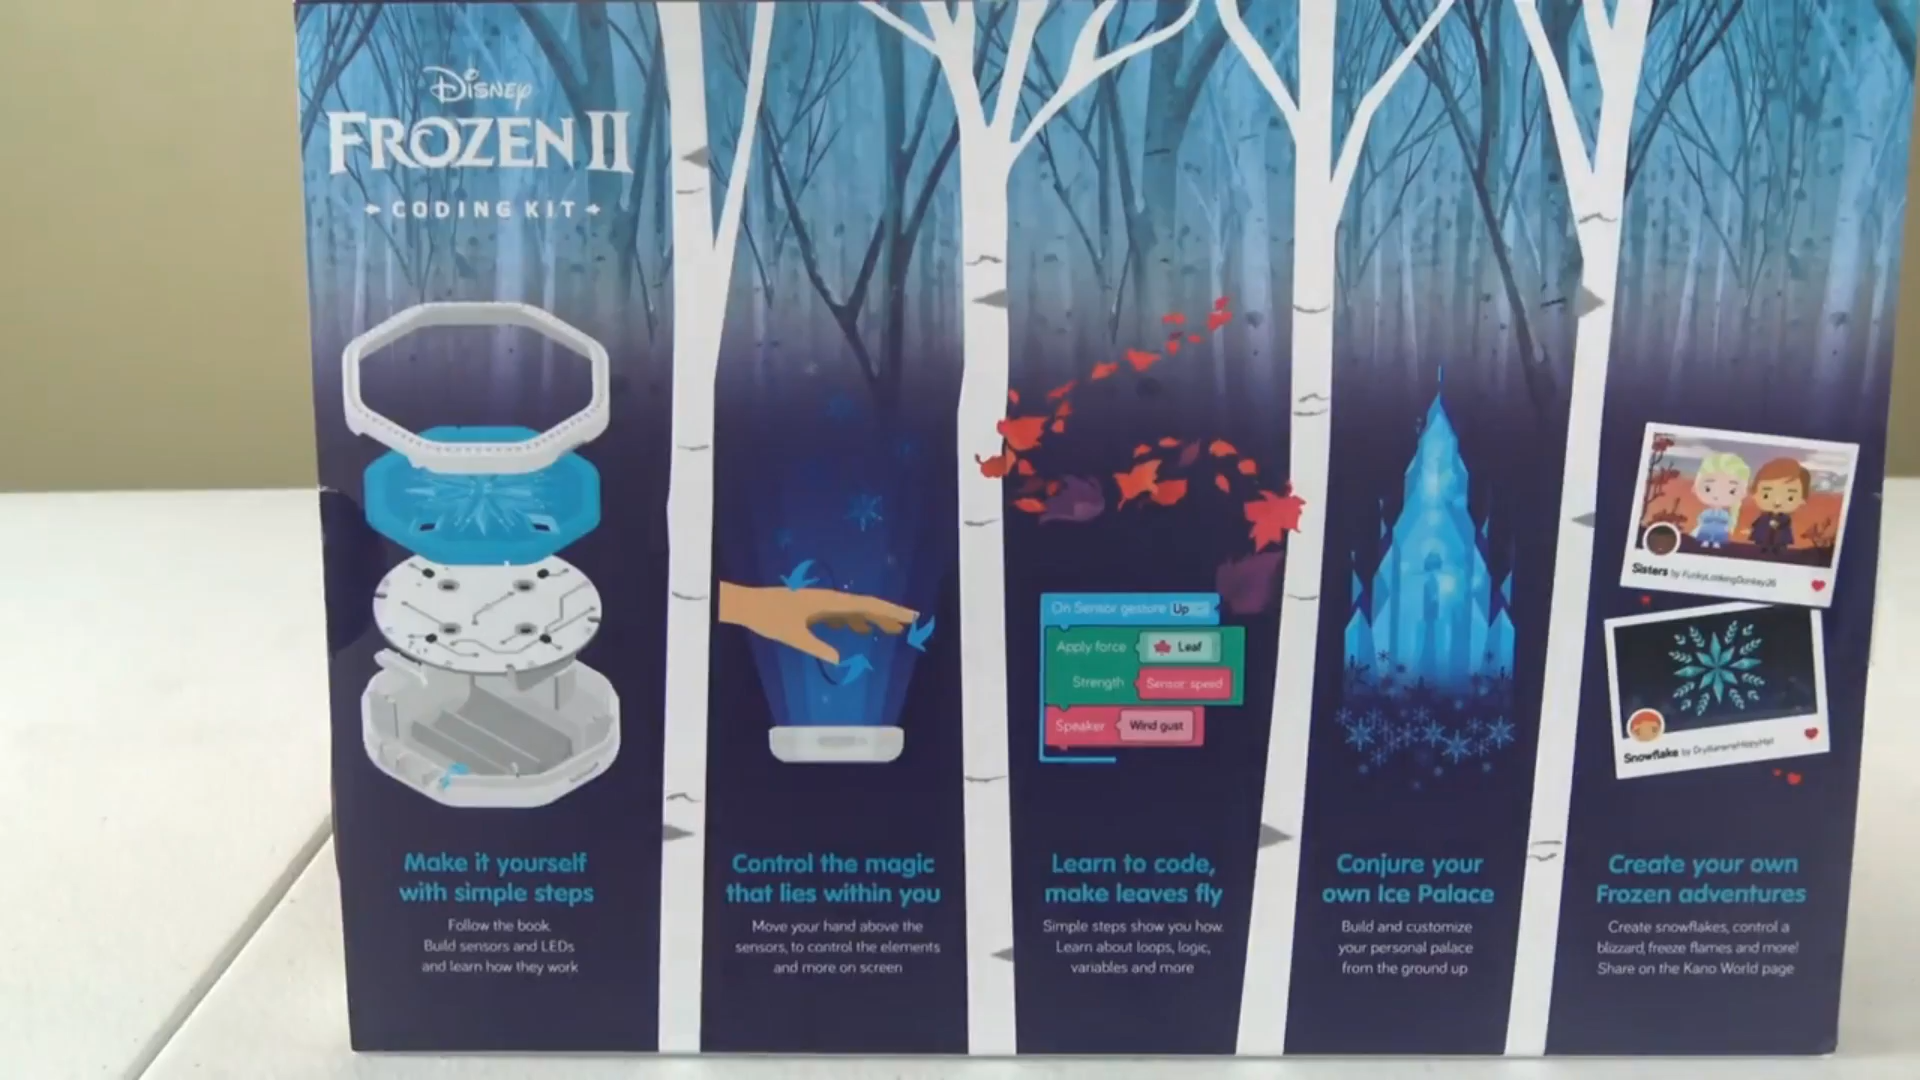 Disney
FROZEN II
CODING KIT
Make it yourself
with simple steps
Follow the book
Build sensors and LEDs
and learn how they work
Control the magic
that lies within you
Move your hand above the
sensors, to control the elements
and more on screen
On Sensor gesture Up
Apply force Leaf
Strength Sensor speed
Speaker Wind gust
Learn to code,
make leaves fly
Simple steps show you how.
Learn about loops, logic,
variables and more
Conjure your
own Ice Palace
Build and customize
your personal palace
from the ground up
Sisters by FunkyLookingDonkey26
Snowflake by
Create your own
Frozen adventures
Create snowflakes, control a
blizzard, freeze flames and more!
Share on the Kano World page